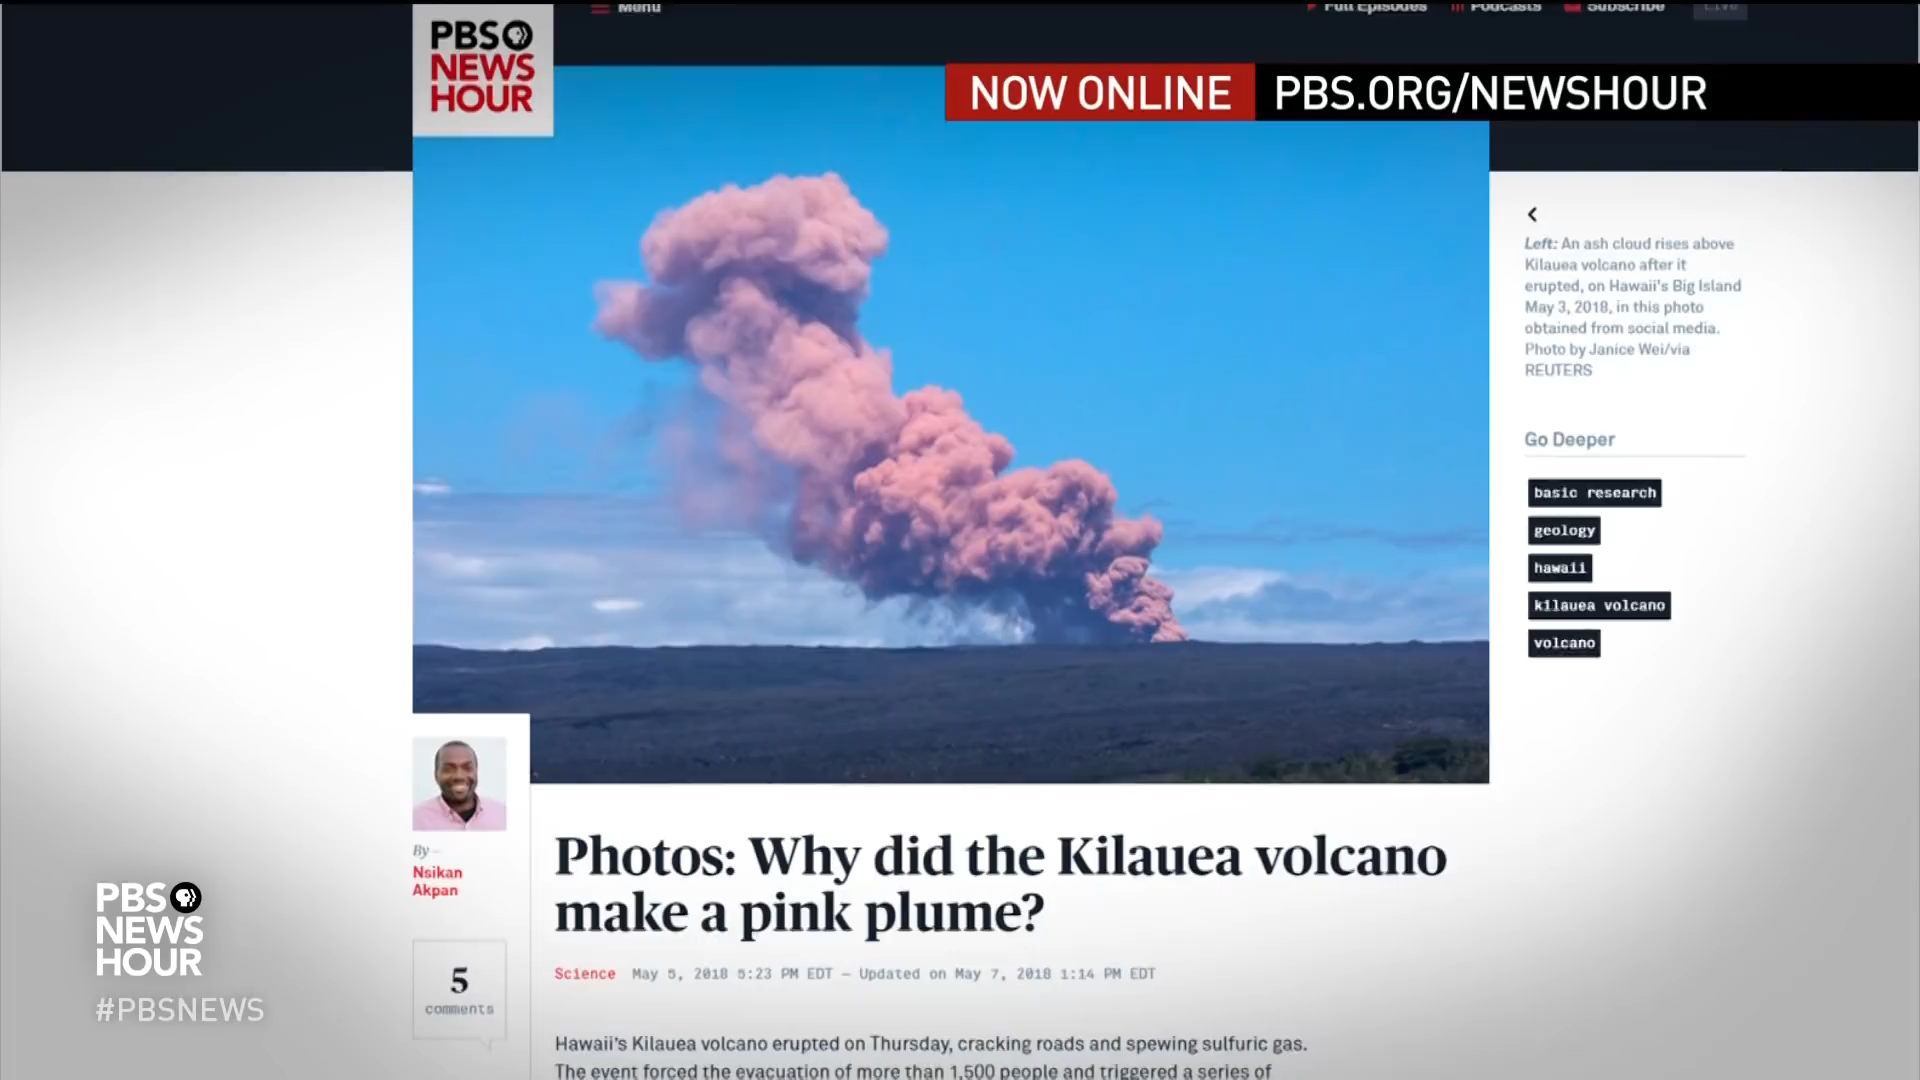 Menu
Full Episodes
Podcasts
Subscribe
Live
PBS
NEWS
HOUR
NOW ONLINE
PBS.ORG/NEWSHOUR
Left: An ash cloud rises above
Kilauea volcano after it
erupted, on Hawaii's Big Island
May 3, 2018, in this photo
obtained from social media.
Photo by Janice Wei/via
REUTERS
Go Deeper
basic research
geology
hawaii
kilauea volcano
volcano
By –
Nsikan
Akpan
5
comments
Photos: Why did the Kilauea volcano
make a pink plume?
Science May 5, 2018 5:23 PM EDT — Updated on May 7, 2018 1:14 PM EDT
Hawaii's Kilauea volcano erupted on Thursday, cracking roads and spewing sulfuric gas.
The event forced the evacuation of more than 1,500 people and triggered a series of
PBS
NEWS
HOUR
#PBSNEWS